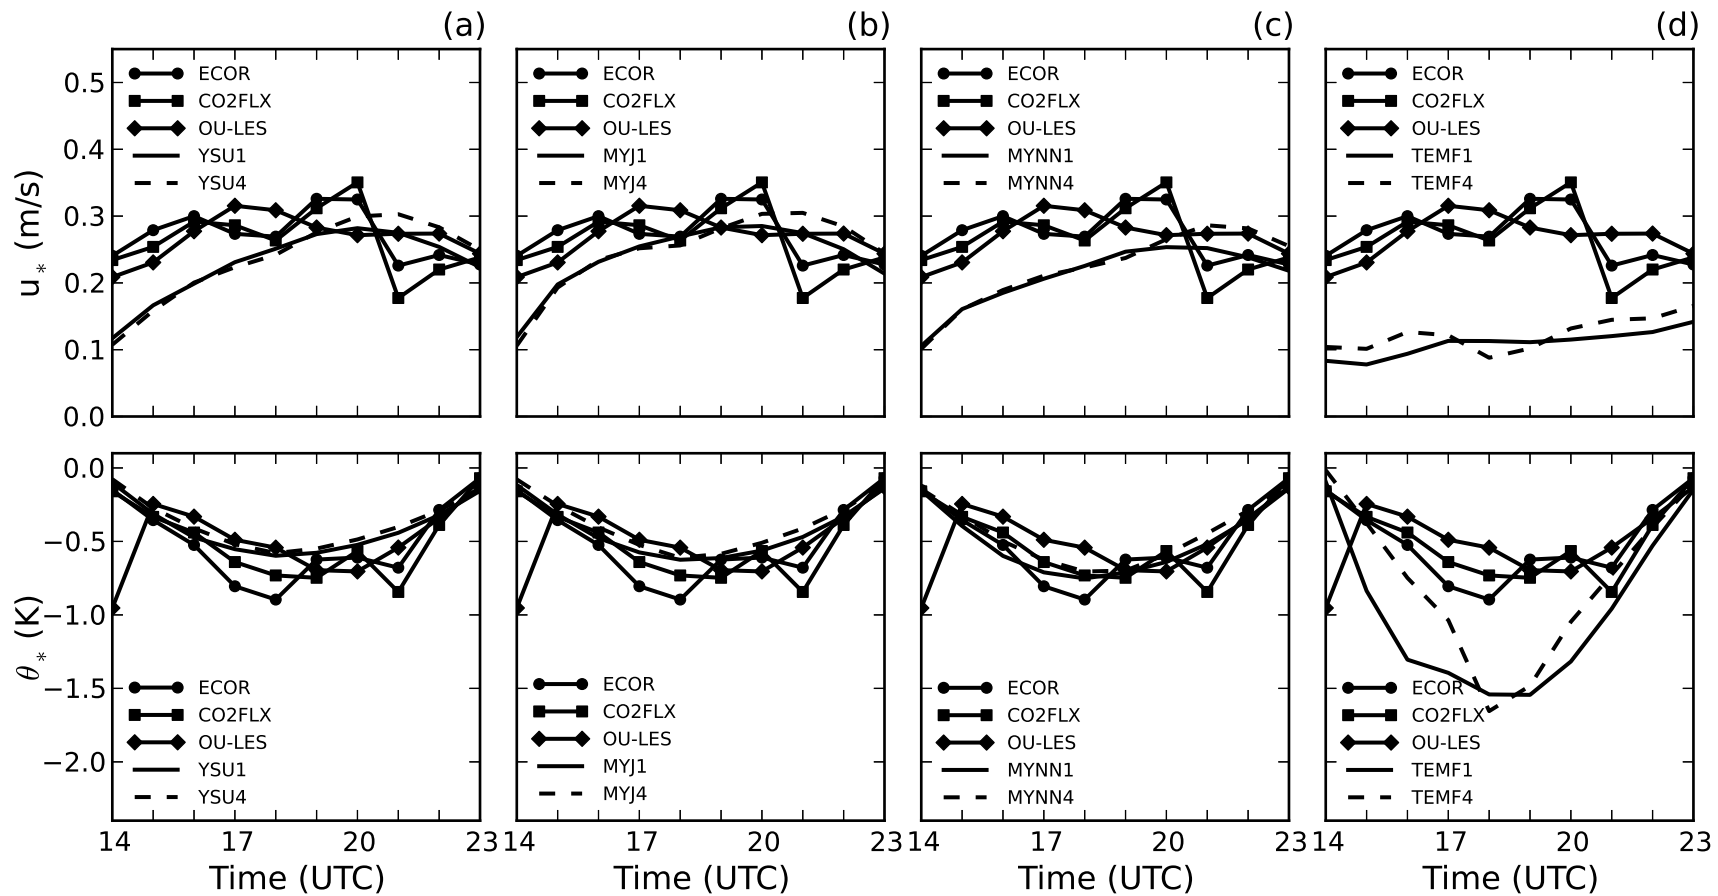 (a)
(b)
(c)
(d)
u* (m/s)
0.5
0.4
0.3
0.2
0.1
0.0
ECOR
CO2FLX
OU-LES
YSU1
YSU4
ECOR
CO2FLX
OU-LES
MYJ1
MYJ4
ECOR
CO2FLX
OU-LES
MYNN1
MYNN4
ECOR
CO2FLX
OU-LES
TEMF1
TEMF4
θ* (K)
0.0
−0.5
−1.0
−1.5
−2.0
ECOR
CO2FLX
OU-LES
YSU1
YSU4
ECOR
CO2FLX
OU-LES
MYJ1
MYJ4
ECOR
CO2FLX
OU-LES
MYNN1
MYNN4
ECOR
CO2FLX
OU-LES
TEMF1
TEMF4
14 17 20 23
14 17 20 23
14 17 20 23
14 17 20 23
Time (UTC)
Time (UTC)
Time (UTC)
Time (UTC)